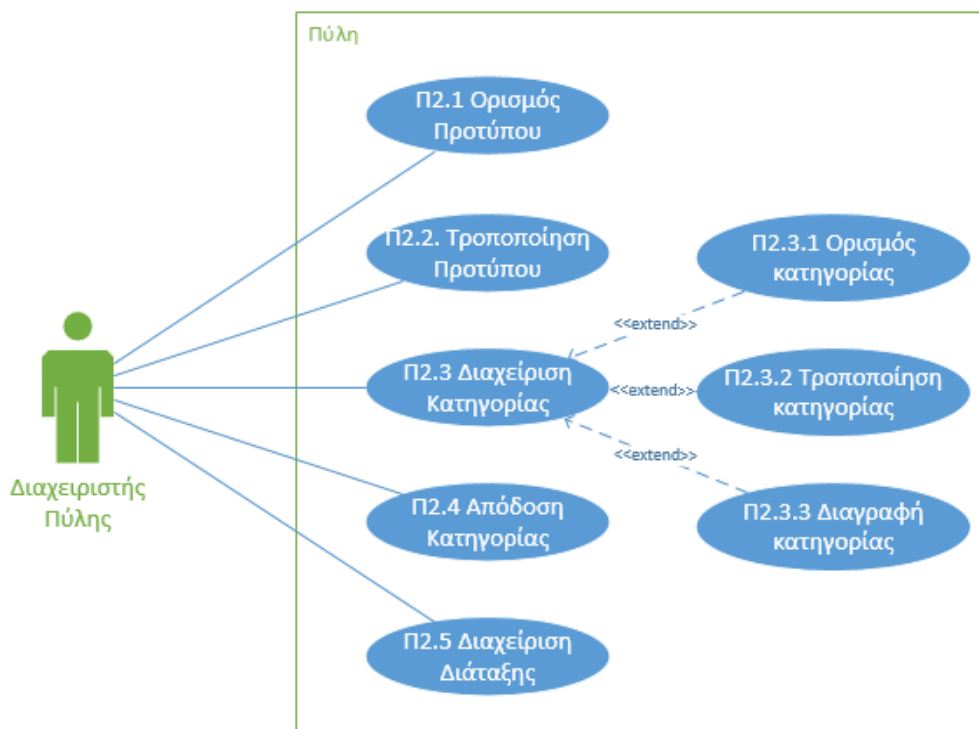 Πύλη
Π2.1 Ορισμός
Προτύπου
Π2.2. Τροποποίηση
Προτύπου
Π2.3.1 Ορισμός
κατηγορίας
<<extend>>
Π2.3 Διαχείριση
Κατηγορίας
<<extend>>
Π2.3.2 Τροποποίηση
κατηγορίας
<<extend>>
Διαχειριστής
Πύλης
Π2.4 Απόδοση
Κατηγορίας
Π2.3.3 Διαγραφή
κατηγορίας
Π2.5 Διαχείριση
Διάταξης